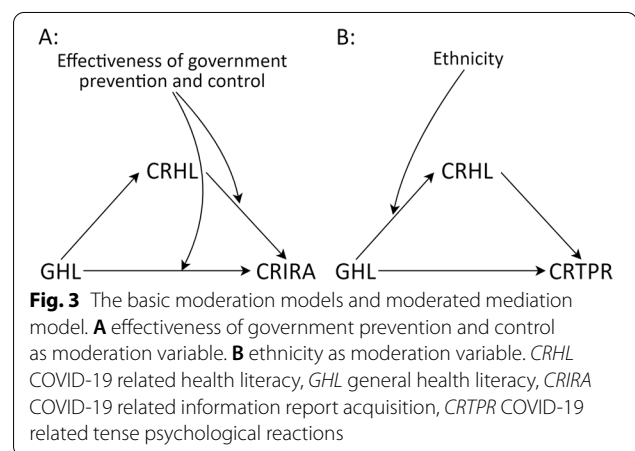 A:
Effectiveness of government
prevention and control
CRHL
GHL
CRIRA
B:
Ethnicity
CRHL
GHL
CRTPR
Fig. 3 The basic moderation models and moderated mediation
model. A effectiveness of government prevention and control
as moderation variable. B ethnicity as moderation variable. CRHL
COVID-19 related health literacy, GHL general health literacy, CRIRA
COVID-19 related information report acquisition, CRTPR COVID-19
related tense psychological reactions